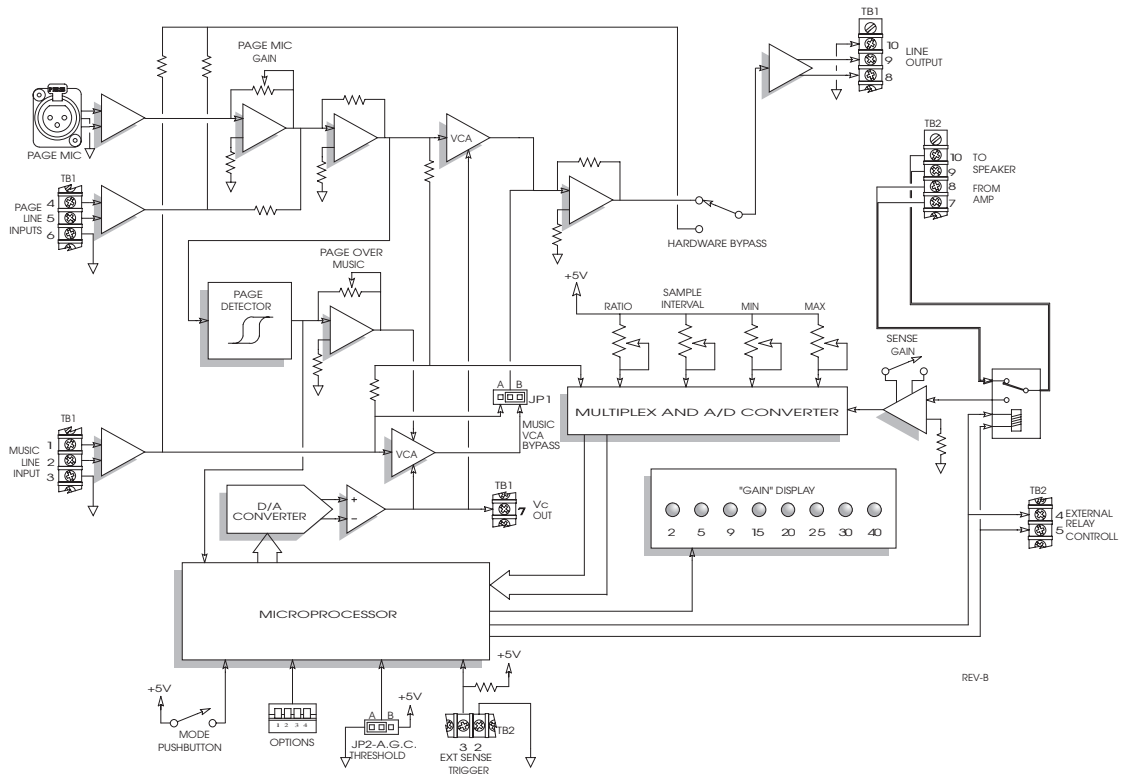 TB1
10
9
8
LINE
OUTPUT
PAGE MIC
GAIN
PAGE MIC
VCA
TB2
10
9
8
7
TO
SPEAKER
FROM
AMP
TB1
4
5
6
PAGE
LINE
INPUTS
HARDWARE BYPASS
PAGE OVER
MUSIC
PAGE
DETECTOR
+5V
RATIO
SAMPLE
INTERVAL
MIN
MAX
SENSE
GAIN
A B
JP1
MULTIPLEX AND A/D CONVERTER
MUSIC
VCA
BYPASS
TB1
1
2
3
MUSIC
LINE
INPUT
VCA
D/A
CONVERTER
+
−
TB1
7
Vc
OUT
"GAIN" DISPLAY
2 5 9 15 20 25 30 40
TB2
4
5
EXTERNAL
RELAY
CONTROLL
MICROPROCESSOR
+5V
MODE
PUSHBUTTON
1 2 3 4
OPTIONS
A B
+5V
JP2-A.G.C.
THRESHOLD
+5V
TB2
3 2
EXT SENSE
TRIGGER
REV-B